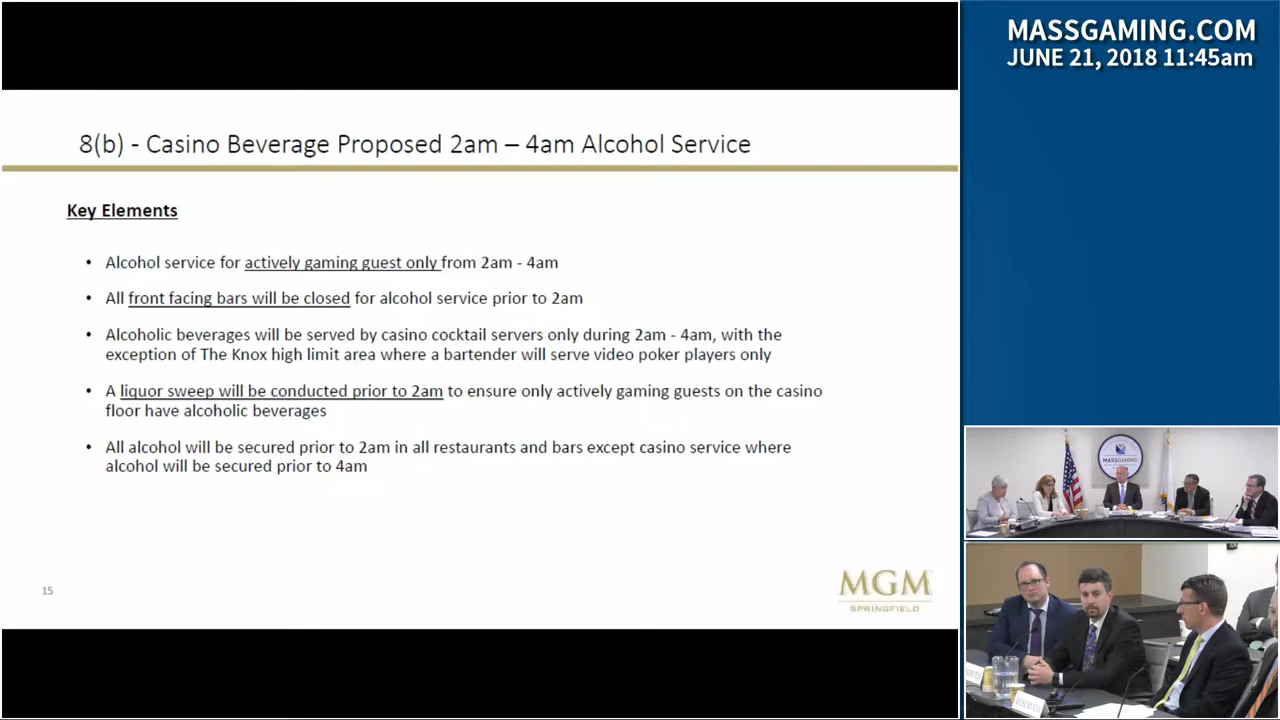 MASSGAMING.COM
JUNE 21, 2018 11:45am
8(b) - Casino Beverage Proposed 2am – 4am Alcohol Service
Key Elements
• Alcohol service for actively gaming guest only from 2am - 4am
• All front facing bars will be closed for alcohol service prior to 2am
• Alcoholic beverages will be served by casino cocktail servers only during 2am - 4am, with the
exception of The Knox high limit area where a bartender will serve video poker players only
• A liquor sweep will be conducted prior to 2am to ensure only actively gaming guests on the casino
floor have alcoholic beverages
• All alcohol will be secured prior to 2am in all restaurants and bars except casino service where
alcohol will be secured prior to 4am
15
MGM
SPRINGFIELD
MASSGAMING
RESERVED